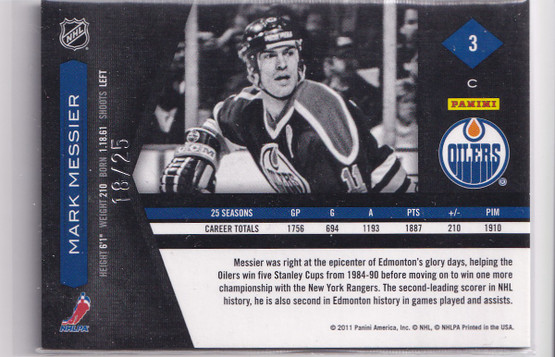 NHL
3
C
PANINI
OILERS
MARK MESSIER
HEIGHT 6'1" WEIGHT 210 BORN 1.18.61 SHOOTS LEFT
18/25
11
NHLPA
25 SEASONS GP G A PTS +/- PIM
CAREER TOTALS 1756 694 1193 1887 210 1910
Messier was right at the epicenter of Edmonton's glory days, helping the
Oilers win five Stanley Cups from 1984-90 before moving on to win one more
championship with the New York Rangers. The second-leading scorer in NHL
history, he is also second in Edmonton history in games played and assists.
© 2011 Panini America, Inc. © NHL, © NHLPA Printed in the USA.